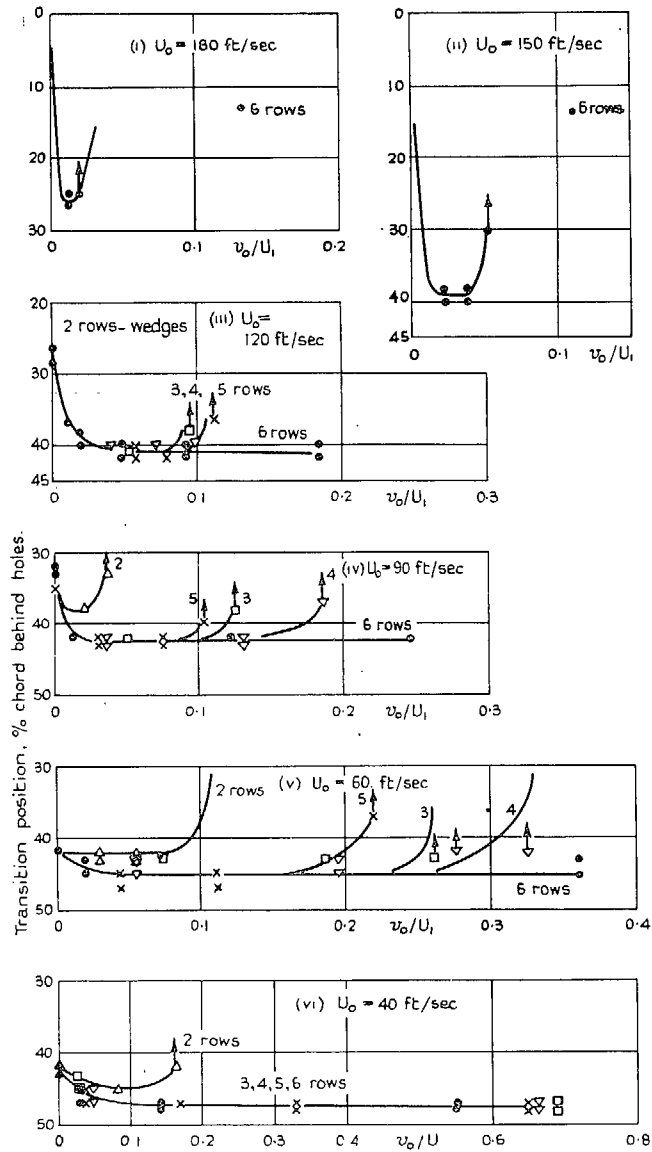 Transition position, % chord behind holes.
(i) U₀ = 180 ft/sec
0
10
20
30
6 rows
0
0.1
v₀/U₁
0.2
(ii) U₀ = 150 ft/sec
0
10
20
30
40
45
6 rows
0
0.1
v₀/U₁
2 rows-wedges
(iii) U₀ =
120 ft/sec
20
30
40
45
3, 4, 5 rows
6 rows
0
0.1
0.2
v₀/U₁
0.3
(iv) U₀ = 90 ft/sec
30
40
50
2
5
3
4
6 rows
0
0.1
0.2
v₀/U₁
0.3
(v) U₀ = 60 ft/sec
30
40
50
2 rows
5
3
4
6 rows
0
0.1
0.2
v₀/U₁
0.3
0.4
(vi) U₀ = 40 ft/sec
30
40
50
2 rows
3,4,5,6 rows
0
0.1
0.2
0.4
v₀/U
0.6
0.8